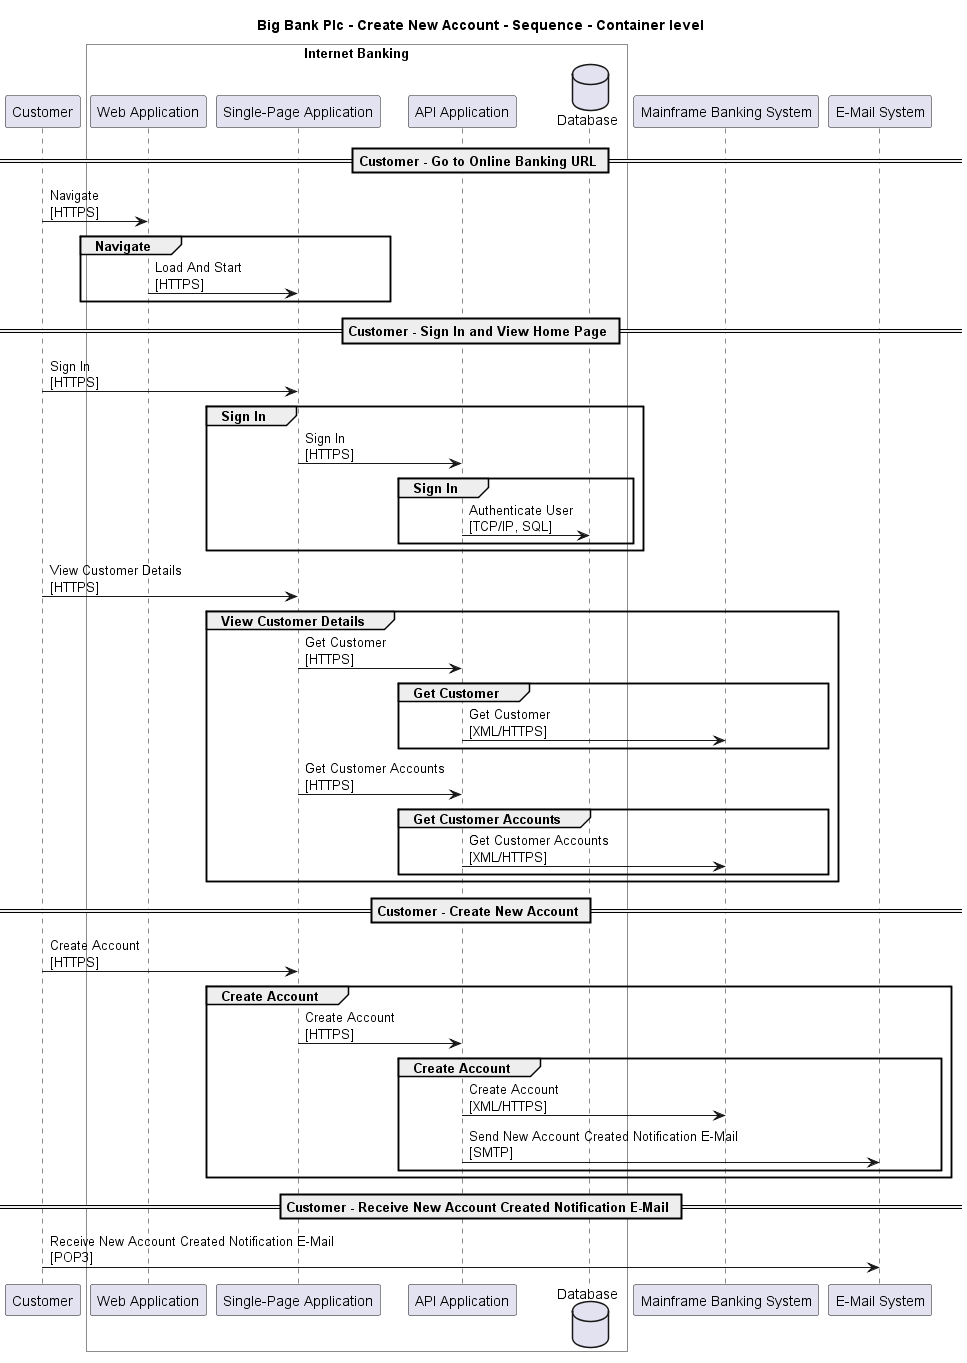 Big Bank Plc - Create New Account - Sequence - Container level
Internet Banking
Customer
Web Application
Single-Page Application
API Application
Database
Mainframe Banking System
E-Mail System
Customer - Go to Online Banking URL
Navigate
[HTTPS]
Navigate
Load And Start
[HTTPS]
Customer - Sign In and View Home Page
Sign In
[HTTPS]
Sign In
Sign In
[HTTPS]
Sign In
Authenticate User
[TCP/IP, SQL]
View Customer Details
[HTTPS]
View Customer Details
Get Customer
[HTTPS]
Get Customer
Get Customer
[XML/HTTPS]
Get Customer Accounts
[HTTPS]
Get Customer Accounts
Get Customer Accounts
[XML/HTTPS]
Customer - Create New Account
Create Account
[HTTPS]
Create Account
Create Account
[HTTPS]
Create Account
Create Account
[XML/HTTPS]
Send New Account Created Notification E-Mail
[SMTP]
Customer - Receive New Account Created Notification E-Mail
Receive New Account Created Notification E-Mail
[POP3]
Customer
Web Application
Single-Page Application
API Application
Database
Mainframe Banking System
E-Mail System